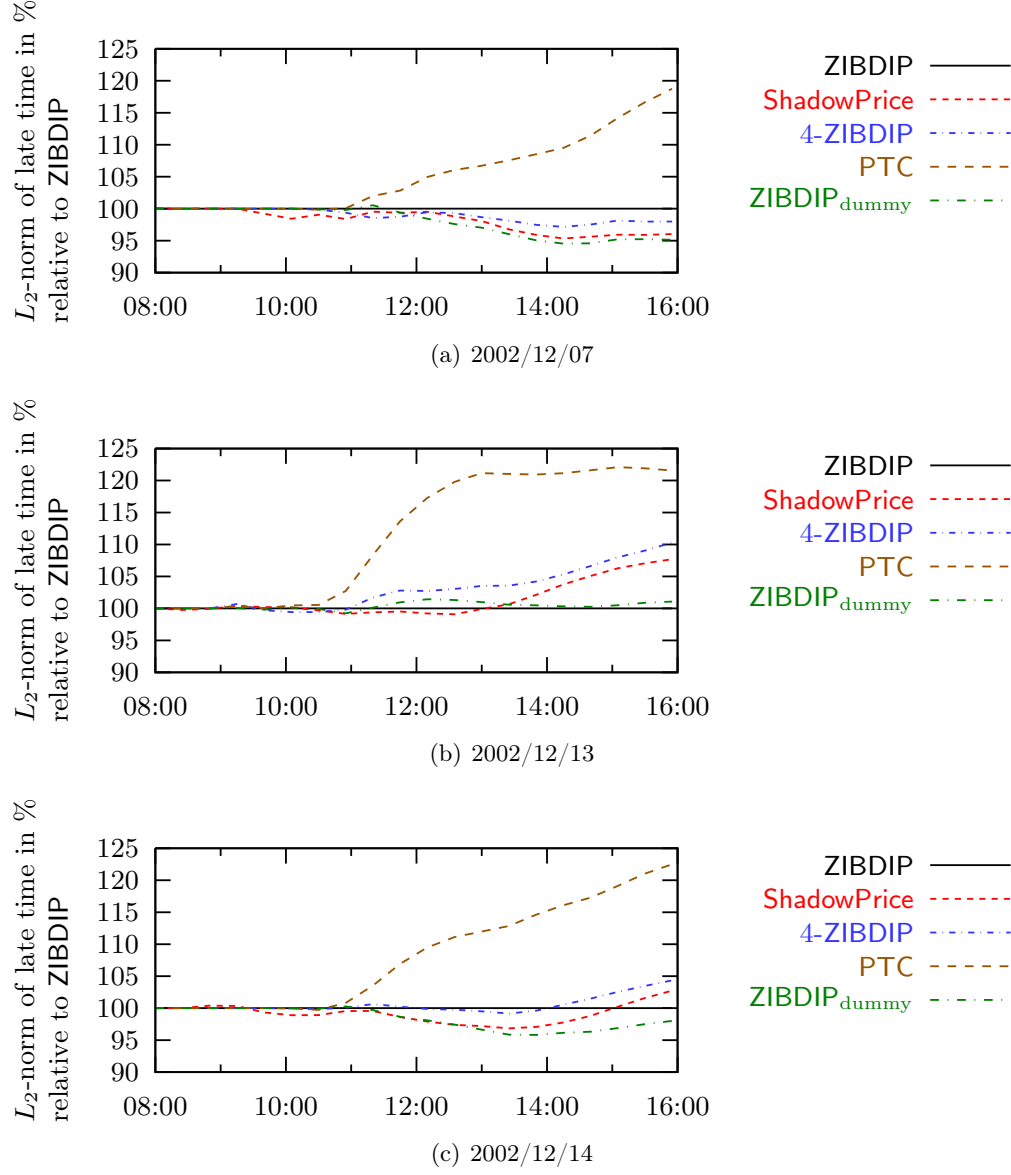 L₂-norm of late time in %
relative to ZIBDIP
125
120
115
110
105
100
95
90
08:00 10:00 12:00 14:00 16:00
ZIBDIP
ShadowPrice
4-ZIBDIP
PTC
ZIBDIP_dummy
(a) 2002/12/07
L₂-norm of late time in %
relative to ZIBDIP
125
120
115
110
105
100
95
90
08:00 10:00 12:00 14:00 16:00
ZIBDIP
ShadowPrice
4-ZIBDIP
PTC
ZIBDIP_dummy
(b) 2002/12/13
L₂-norm of late time in %
relative to ZIBDIP
125
120
115
110
105
100
95
90
08:00 10:00 12:00 14:00 16:00
ZIBDIP
ShadowPrice
4-ZIBDIP
PTC
ZIBDIP_dummy
(c) 2002/12/14